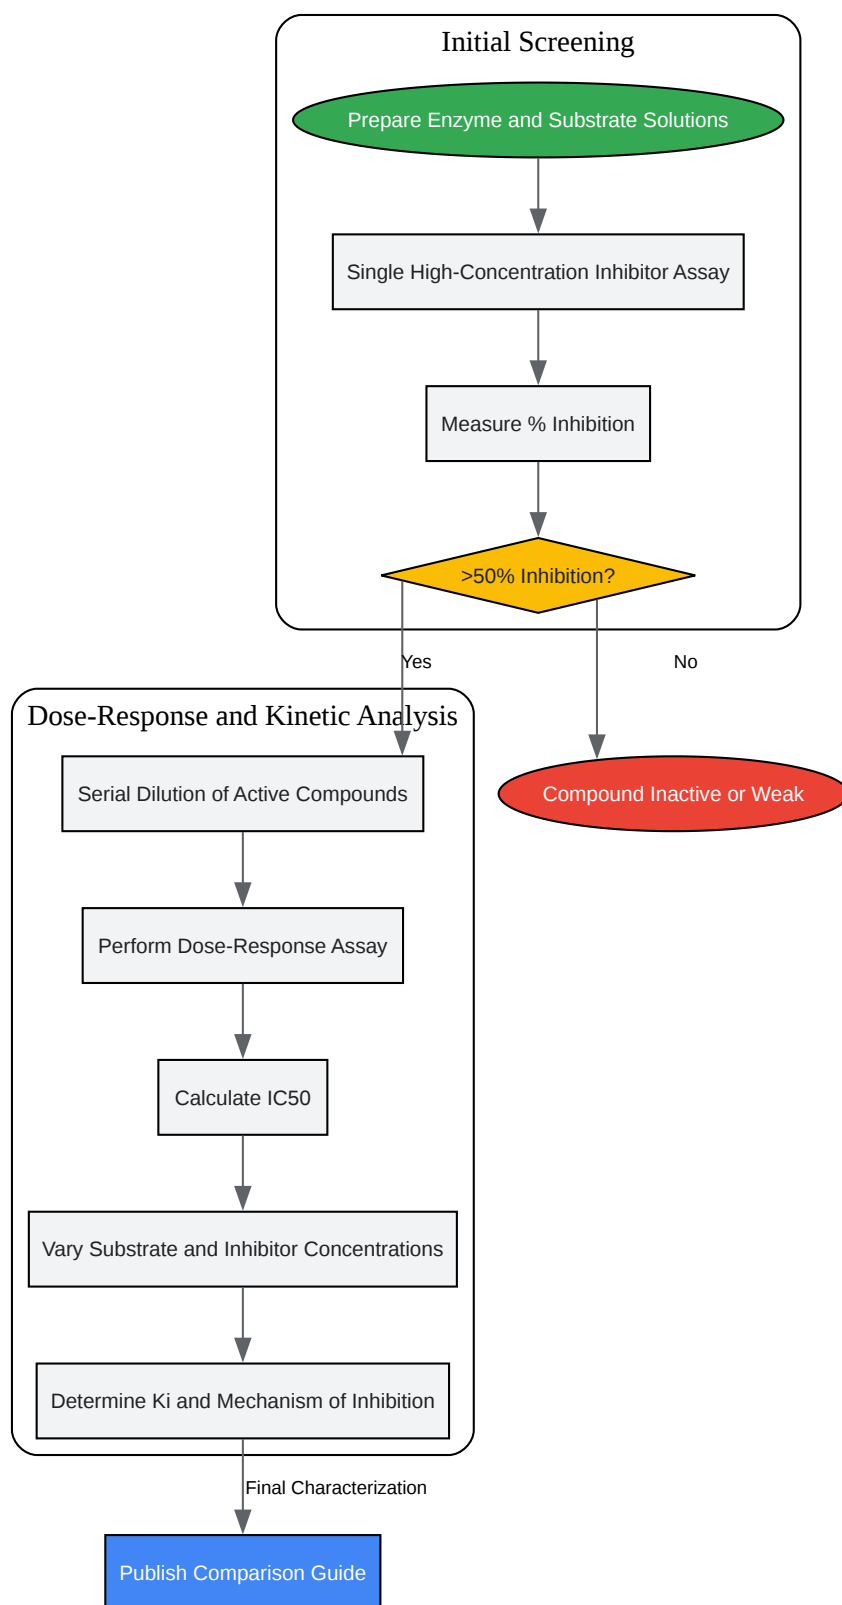 Initial Screening
Prepare Enzyme and Substrate Solutions
Single High-Concentration Inhibitor Assay
Measure % Inhibition
>50% Inhibition?
Yes
No
Dose-Response and Kinetic Analysis
Serial Dilution of Active Compounds
Compound Inactive or Weak
Perform Dose-Response Assay
Calculate IC50
Vary Substrate and Inhibitor Concentrations
Determine Ki and Mechanism of Inhibition
Final Characterization
Publish Comparison Guide